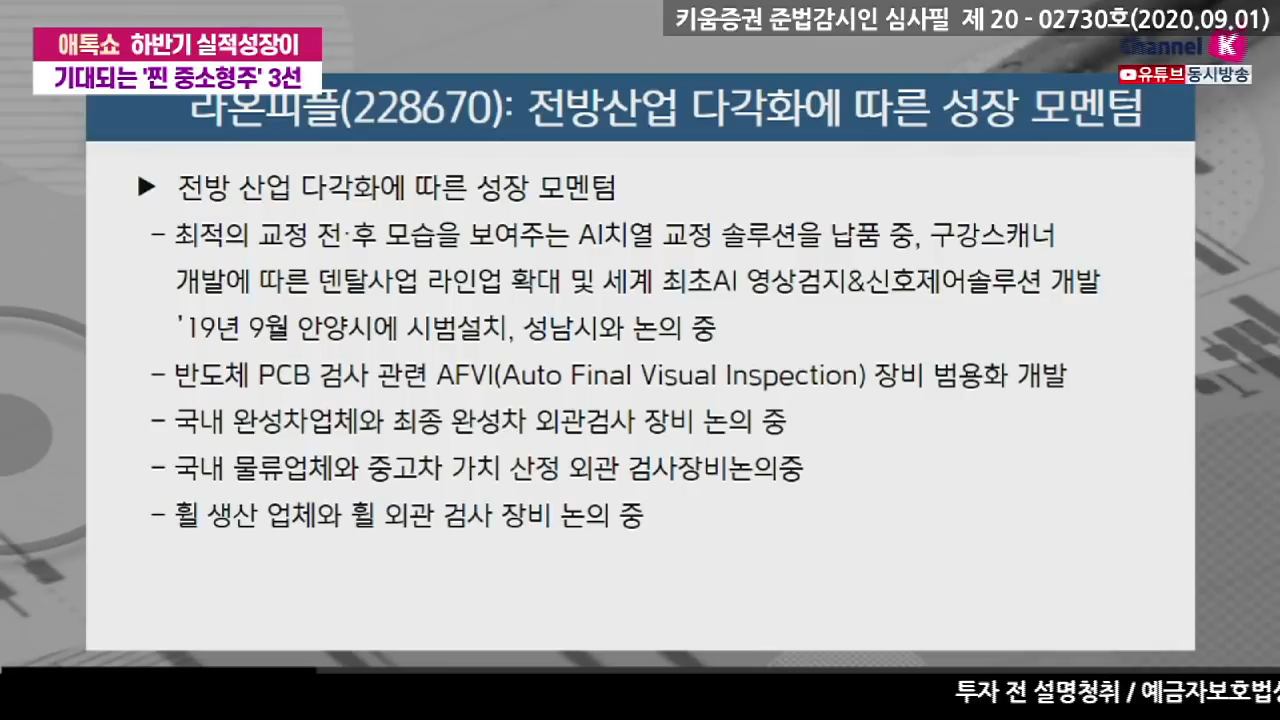 키움증권 준법감시인 심사필 제 20 - 02730호(2020.09.01)
애톡쇼 하반기 실적성장이
기대되는 '찐 중소형주' 3선
Channel K
유튜브 동시방송
라온피플(228670): 전방산업 다각화에 따른 성장 모멘텀
▶ 전방 산업 다각화에 따른 성장 모멘텀
- 최적의 교정 전·후 모습을 보여주는 AI치열 교정 솔루션을 납품 중, 구강스캐너
개발에 따른 덴탈사업 라인업 확대 및 세계 최초AI 영상검지&신호제어솔루션 개발
'19년 9월 안양시에 시범설치, 성남시와 논의 중
- 반도체 PCB 검사 관련 AFVI(Auto Final Visual Inspection) 장비 범용화 개발
- 국내 완성차업체와 최종 완성차 외관검사 장비 논의 중
- 국내 물류업체와 중고차 가치 산정 외관 검사장비논의중
- 휠 생산 업체와 휠 외관 검사 장비 논의 중
투자 전 설명청취 / 예금자보호법상